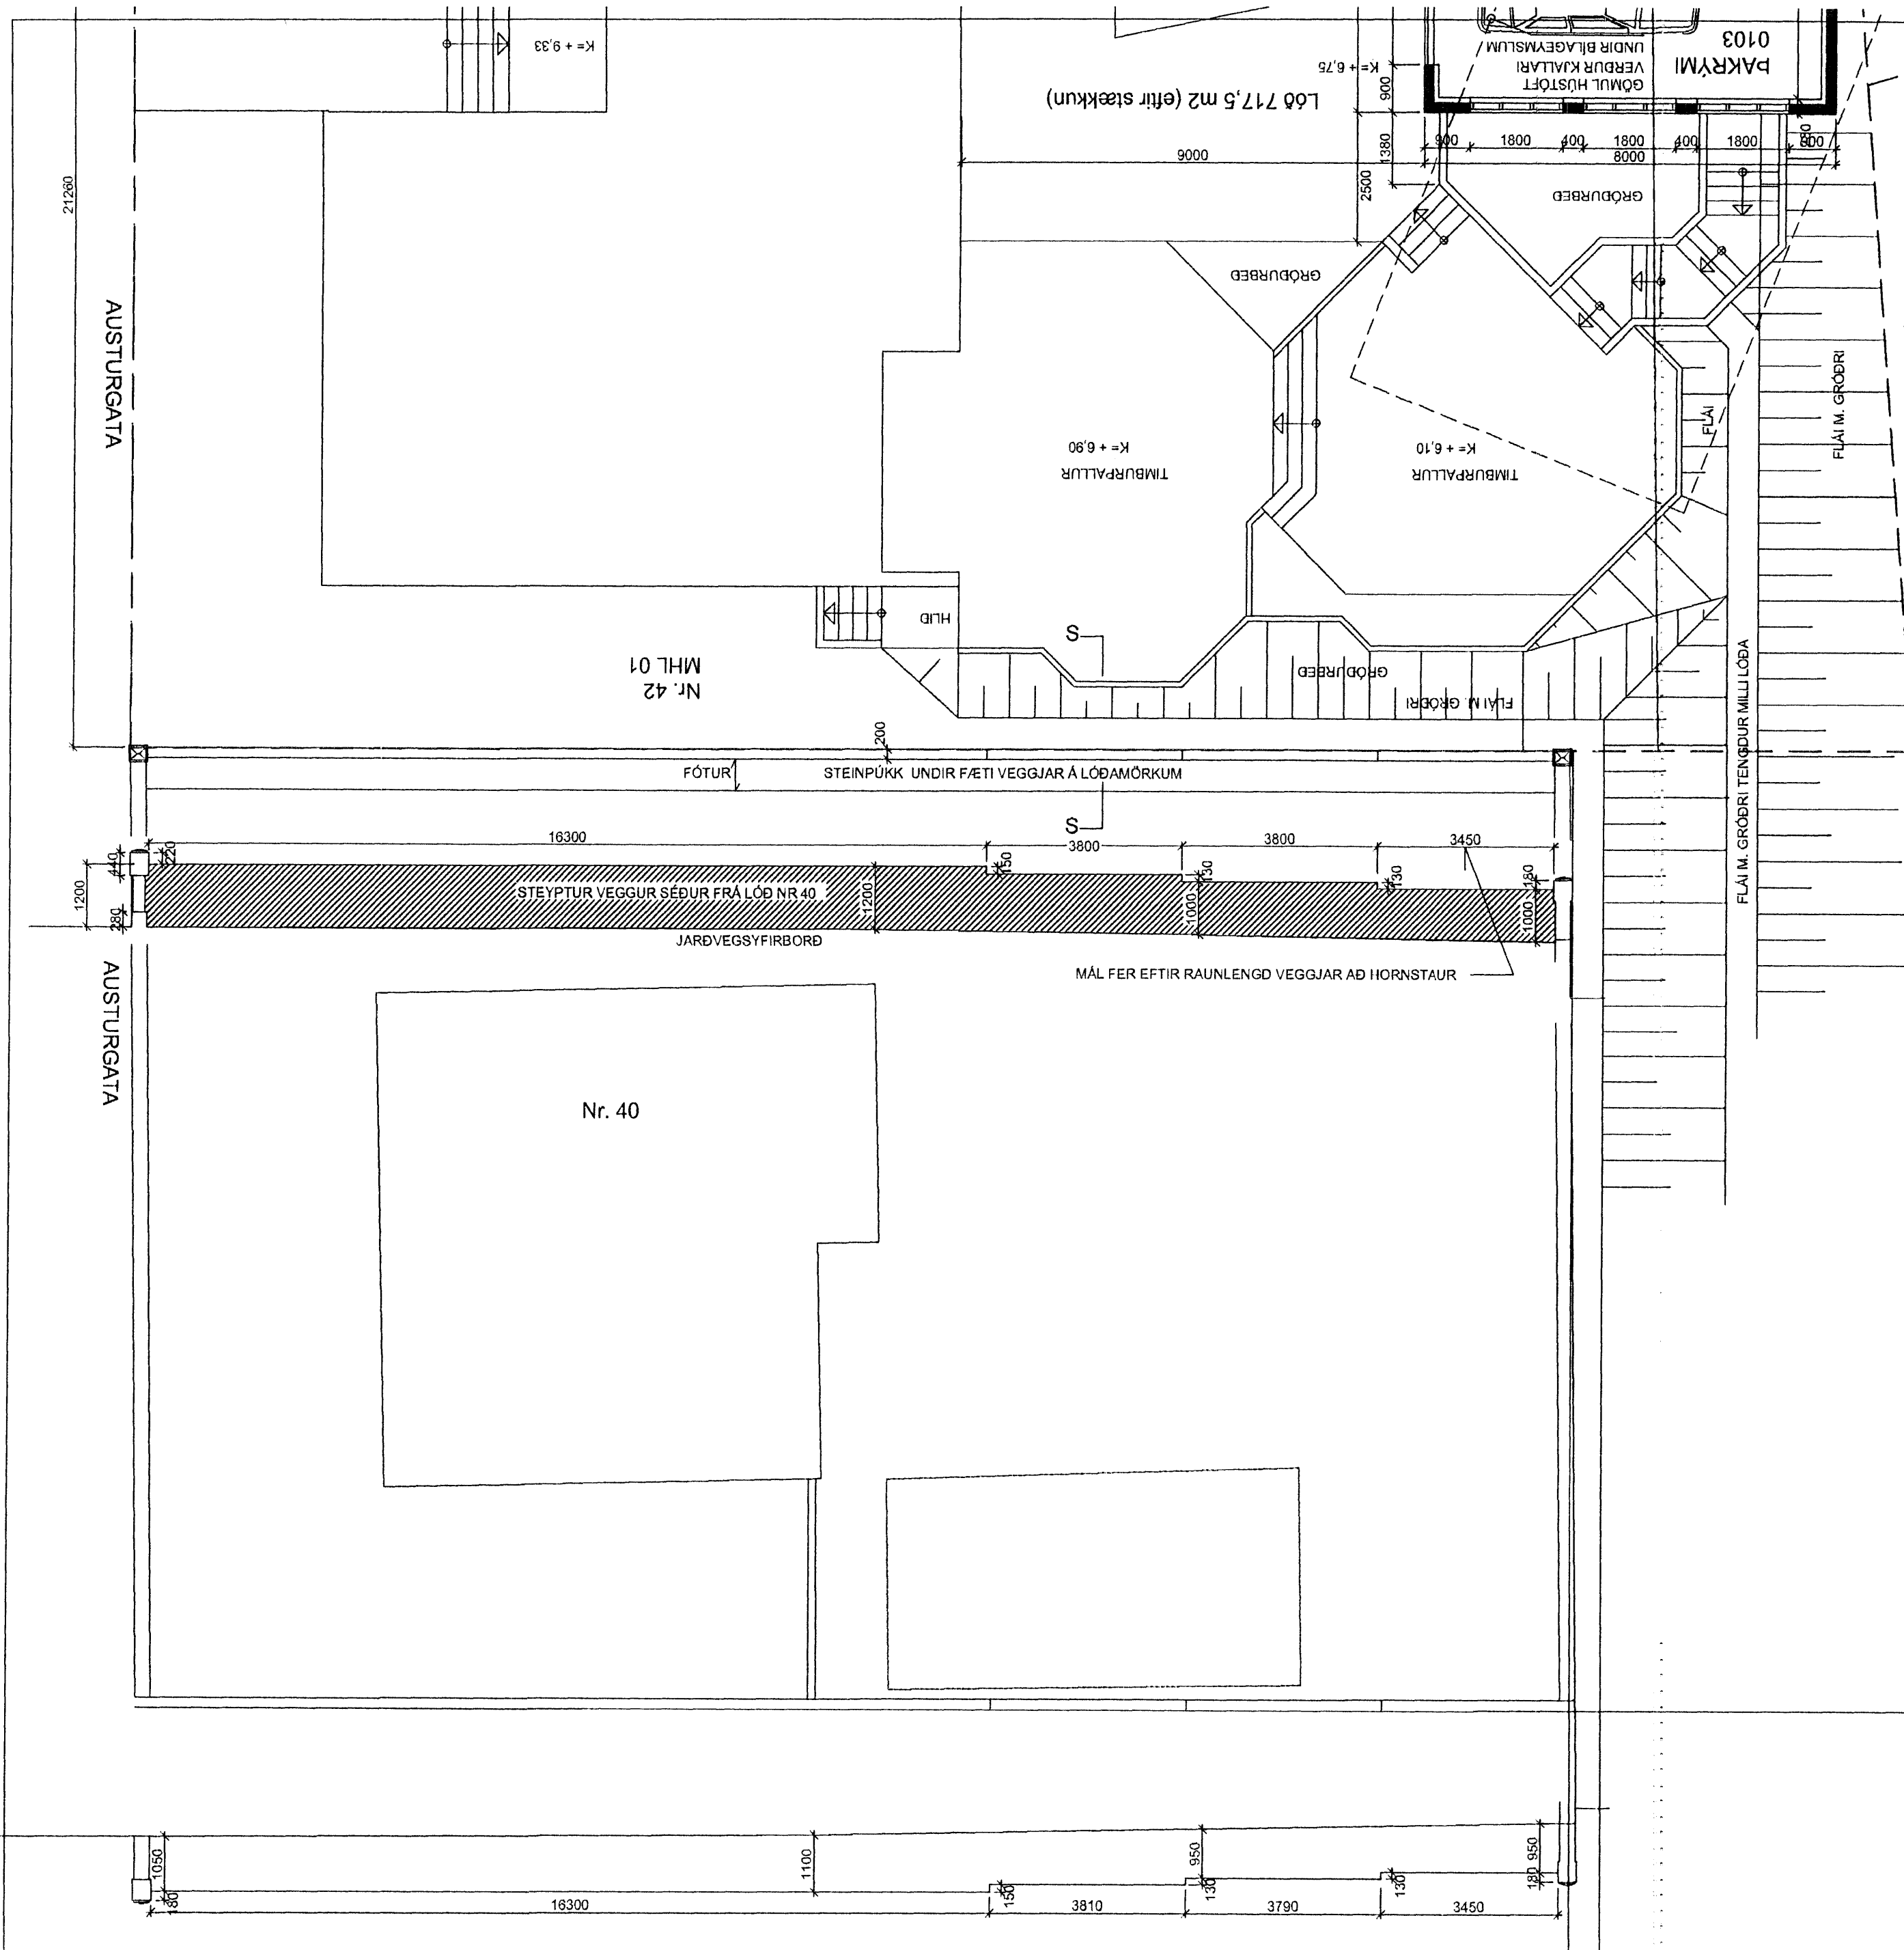 K= + 9,33
K= + 6,75
Lóð 717,5 m2 (eftir stækkun)
GÖMUL HÚSTÓFT
VERÐUR KJALLARI
UNDIR BÍLAGEYMSLUM
ÞAKRÝMI
0103
900
1380
2500
9000
900
1800
400
1800
400
1800
8000
21260
AUSTURGATA
GRÓÐURBEÐ
GRÓÐURBEÐ
TIMBURPALLUR
K= + 6,90
TIMBURPALLUR
K= + 6,10
FLÁI
FLÁI M. GRÓÐRI
HLIÐ
Nr. 42
MHL 01
S
GRÓÐURBEÐ
FLÁI M. GRÓÐRI
FLÁI M. GRÓÐRI TENGDUR MILLI LÓÐA
200
FÓTUR
STEINPÚKK UNDIR FÆTI VEGGJAR Á LÓÐAMÖRKUM
S
16300
3800
3800
3450
220
440
1200
280
150
130
130
180
STEYPTUR VEGGUR SÉÐUR FRÁ LÓÐ NR 40
1200
1000
1000
JARÐVEGSYFIRBORÐ
MÁL FER EFTIR RAUNLENGD VEGGJAR AÐ HORNSTAUR
AUSTURGATA
Nr. 40
1050
180
1100
950
950
180
150
130
130
16300
3810
3790
3450